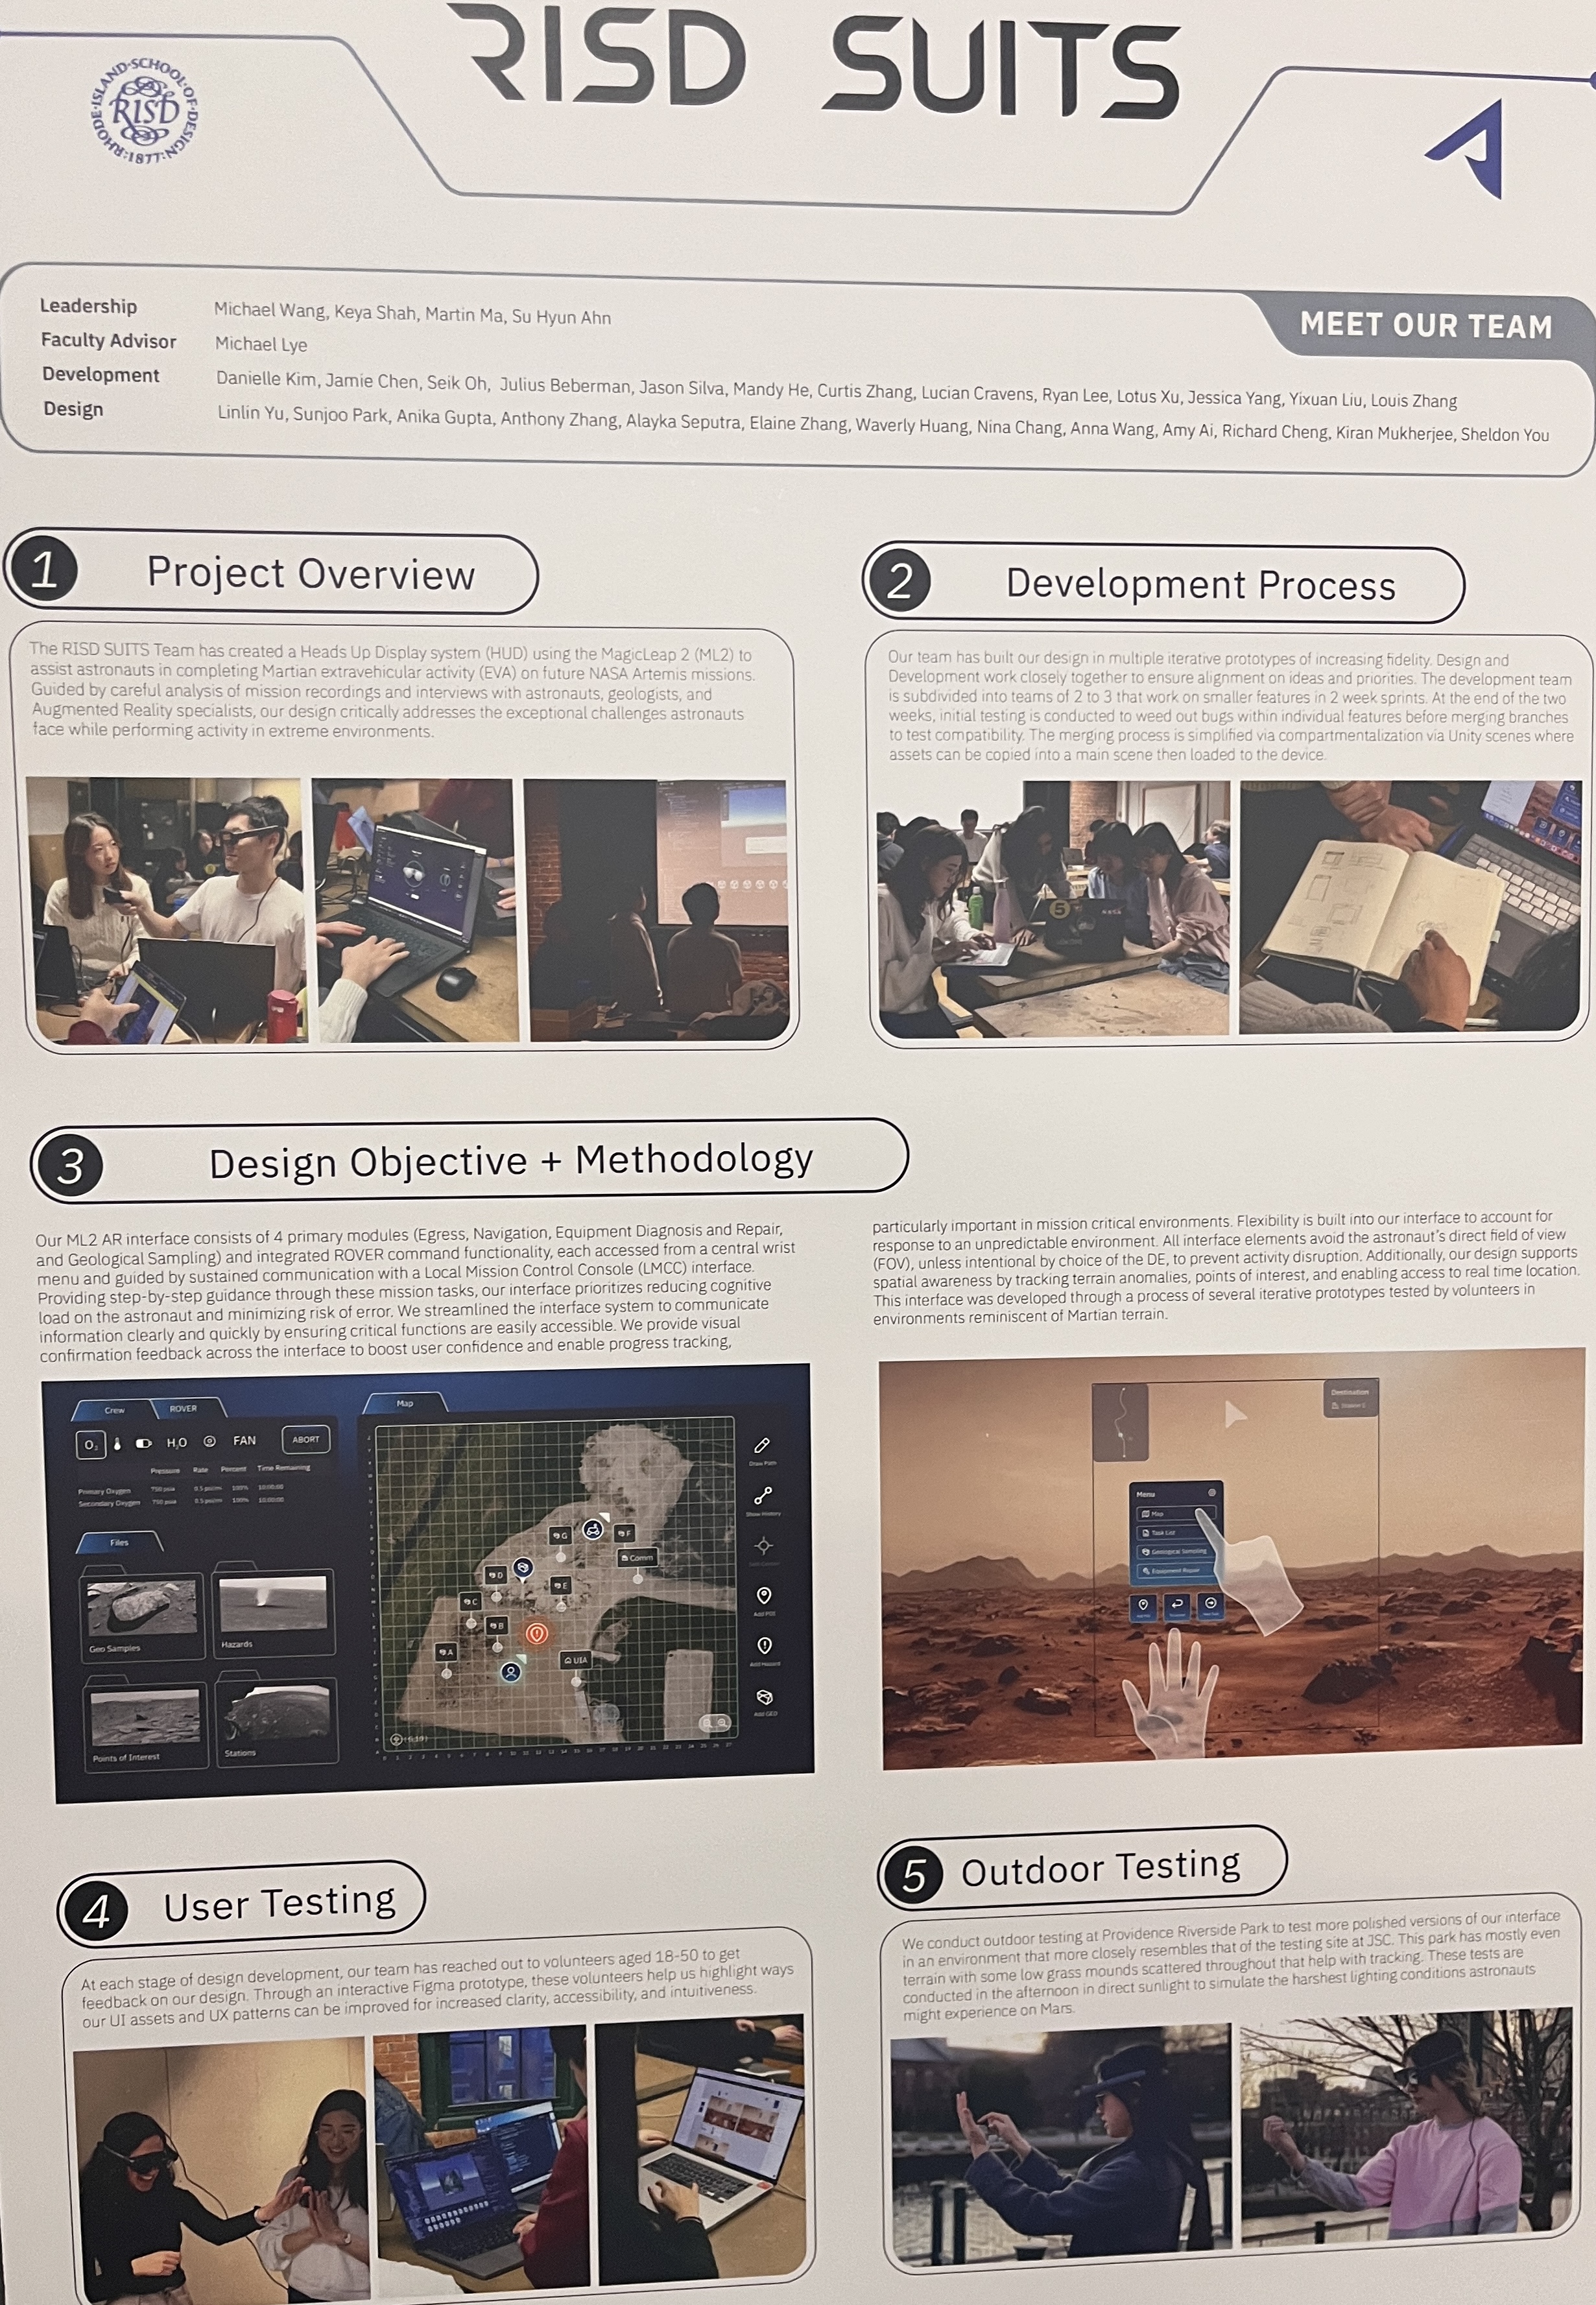 RISD SUITS
RHODE·ISLAND·SCHOOL·OF·DESIGN
RISD
·1877·
MEET OUR TEAM
Leadership Michael Wang, Keya Shah, Martin Ma, Su Hyun Ahn
Faculty Advisor Michael Lye
Development Danielle Kim, Jamie Chen, Seik Oh, Julius Beberman, Jason Silva, Mandy He, Curtis Zhang, Lucian Cravens, Ryan Lee, Lotus Xu, Jessica Yang, Yixuan Liu, Louis Zhang
Design Linlin Yu, Sunjoo Park, Anika Gupta, Anthony Zhang, Alayka Seputra, Elaine Zhang, Waverly Huang, Nina Chang, Anna Wang, Amy Ai, Richard Cheng, Kiran Mukherjee, Sheldon You
1 Project Overview
The RISD SUITS Team has created a Heads Up Display system (HUD) using the MagicLeap 2 (ML2) to
assist astronauts in completing Martian extravehicular activity (EVA) on future NASA Artemis missions.
Guided by careful analysis of mission recordings and interviews with astronauts, geologists, and
Augmented Reality specialists, our design critically addresses the exceptional challenges astronauts
face while performing activity in extreme environments.
2 Development Process
Our team has built our design in multiple iterative prototypes of increasing fidelity. Design and
Development work closely together to ensure alignment on ideas and priorities. The development team
is subdivided into teams of 2 to 3 that work on smaller features in 2 week sprints. At the end of the two
weeks, initial testing is conducted to weed out bugs within individual features before merging branches
to test compatibility. The merging process is simplified via compartmentalization via Unity scenes where
assets can be copied into a main scene then loaded to the device.
5
NASA
3 Design Objective + Methodology
Our ML2 AR interface consists of 4 primary modules (Egress, Navigation, Equipment Diagnosis and Repair,
and Geological Sampling) and integrated ROVER command functionality, each accessed from a central wrist
menu and guided by sustained communication with a Local Mission Control Console (LMCC) interface.
Providing step-by-step guidance through these mission tasks, our interface prioritizes reducing cognitive
load on the astronaut and minimizing risk of error. We streamlined the interface system to communicate
information clearly and quickly by ensuring critical functions are easily accessible. We provide visual
confirmation feedback across the interface to boost user confidence and enable progress tracking,
particularly important in mission critical environments. Flexibility is built into our interface to account for
response to an unpredictable environment. All interface elements avoid the astronaut's direct field of view
(FOV), unless intentional by choice of the DE, to prevent activity disruption. Additionally, our design supports
spatial awareness by tracking terrain anomalies, points of interest, and enabling access to real time location.
This interface was developed through a process of several iterative prototypes tested by volunteers in
environments reminiscent of Martian terrain.
Crew ROVER
O2 H2O FAN ABORT
Pressure Rate Percent Time Remaining
Primary Oxygen 750 psia 0.5 psi/m 100% 10:00:00
Secondary Oxygen 750 psia 0.5 psi/m 100% 10:00:00
Files
Geo Samples
Hazards
Points of Interest
Stations
Map
G
F
Comm
D
E
C
B
A
UIA
Draw Path
Show History
Add POI
Add Hazard
Add GEO
Destination
Menu
Map
Task List
Geological Sampling
Equipment Repair
4 User Testing
At each stage of design development, our team has reached out to volunteers aged 18-50 to get
feedback on our design. Through an interactive Figma prototype, these volunteers help us highlight ways
our UI assets and UX patterns can be improved for increased clarity, accessibility, and intuitiveness.
5 Outdoor Testing
We conduct outdoor testing at Providence Riverside Park to test more polished versions of our interface
in an environment that more closely resembles that of the testing site at JSC. This park has mostly even
terrain with some low grass mounds scattered throughout that help with tracking. These tests are
conducted in the afternoon in direct sunlight to simulate the harshest lighting conditions astronauts
might experience on Mars.